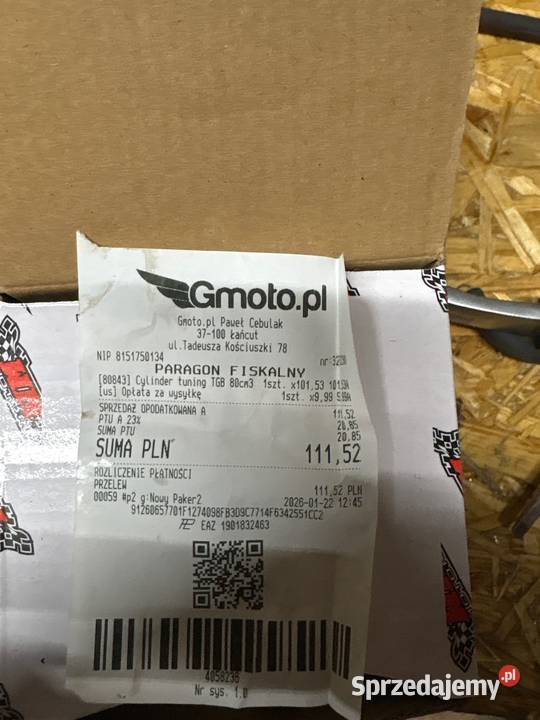 Gmoto.pl
Gmoto.pl Paweł Cebulak
37-100 Łańcut
ul.Tadeusza Kościuszki 78
NIP 8151750134
PARAGON FISKALNY
[80843] Cylinder tuning TGB 80cm3 1szt. x101,53
[us] Opłata za wysyłkę 1szt. x9,99
SPRZEDAŻ OPODATKOWANA A 111,52
PTU A 23% 20,85
SUMA PTU 20,85
SUMA PLN 111,52
ROZLICZENIE PŁATNOŚCI
PRZELEW 111,52 PLN
00059 #p2 g:Nowy Paker2 2026-01-22 12:45
91260657701F1274098FB3D9C7714F6342551CC2
EAZ 1901832463
4058236
Nr sys. 1.0
Sprzedajemy.pl